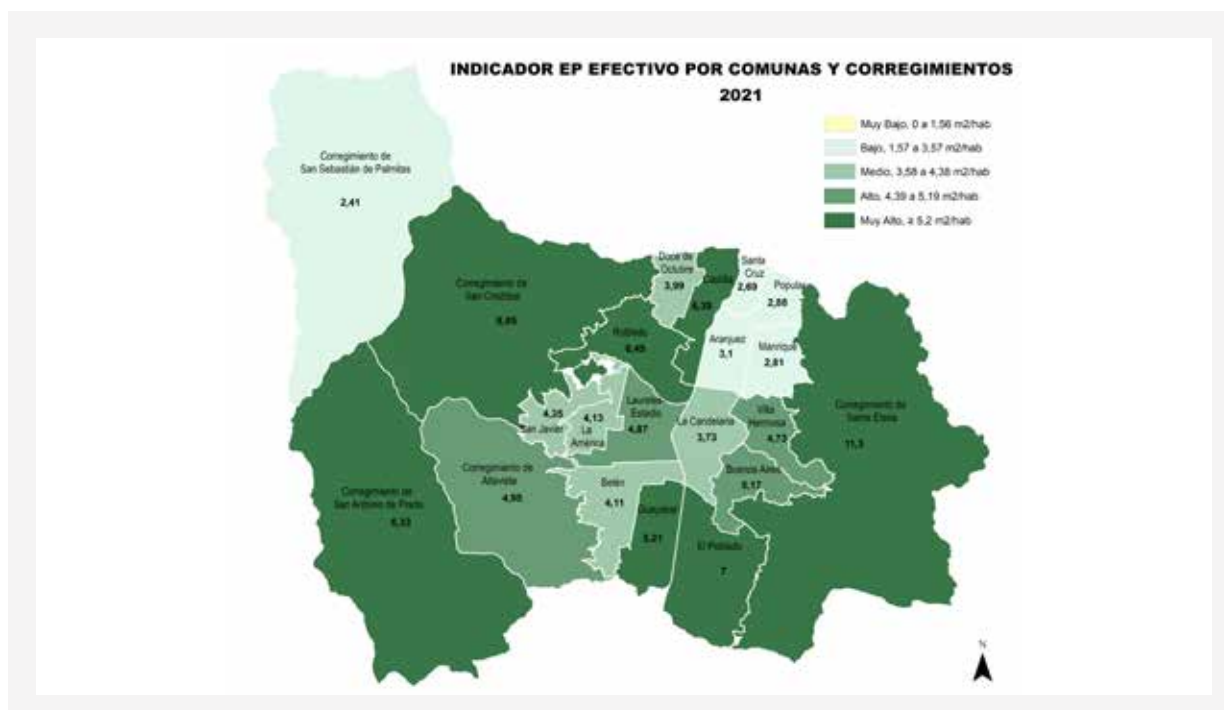 INDICADOR EP EFECTIVO POR COMUNAS Y CORREGIMIENTOS
2021
Muy Bajo, 0 a 1,56 m2/hab
Bajo, 1,57 a 3,57 m2/hab
Medio, 3,58 a 4,38 m2/hab
Alto, 4,39 a 5,19 m2/hab
Muy Alto, ≥ 5,2 m2/hab
Corregimiento de
San Sebastián de Palmitas
2,41
Corregimiento de
San Cristóbal
Doce de
Octubre
3,99
Castilla
Santa
Cruz
2,69
Popular
Robledo
Aranjuez
3,1
Manrique
2,81
Corregimiento de
Santa Elena
11,3
4,35
San Javier
4,13
La
América
Laureles
Estadio
4,87
La Candelaria
3,73
Villa
Hermosa
4,73
Buenos Aires
5,17
Corregimiento de
Altavista
Belén
4,11
Guayabal
5,21
El Poblado
7
Corregimiento de
San Antonio de Prado
N